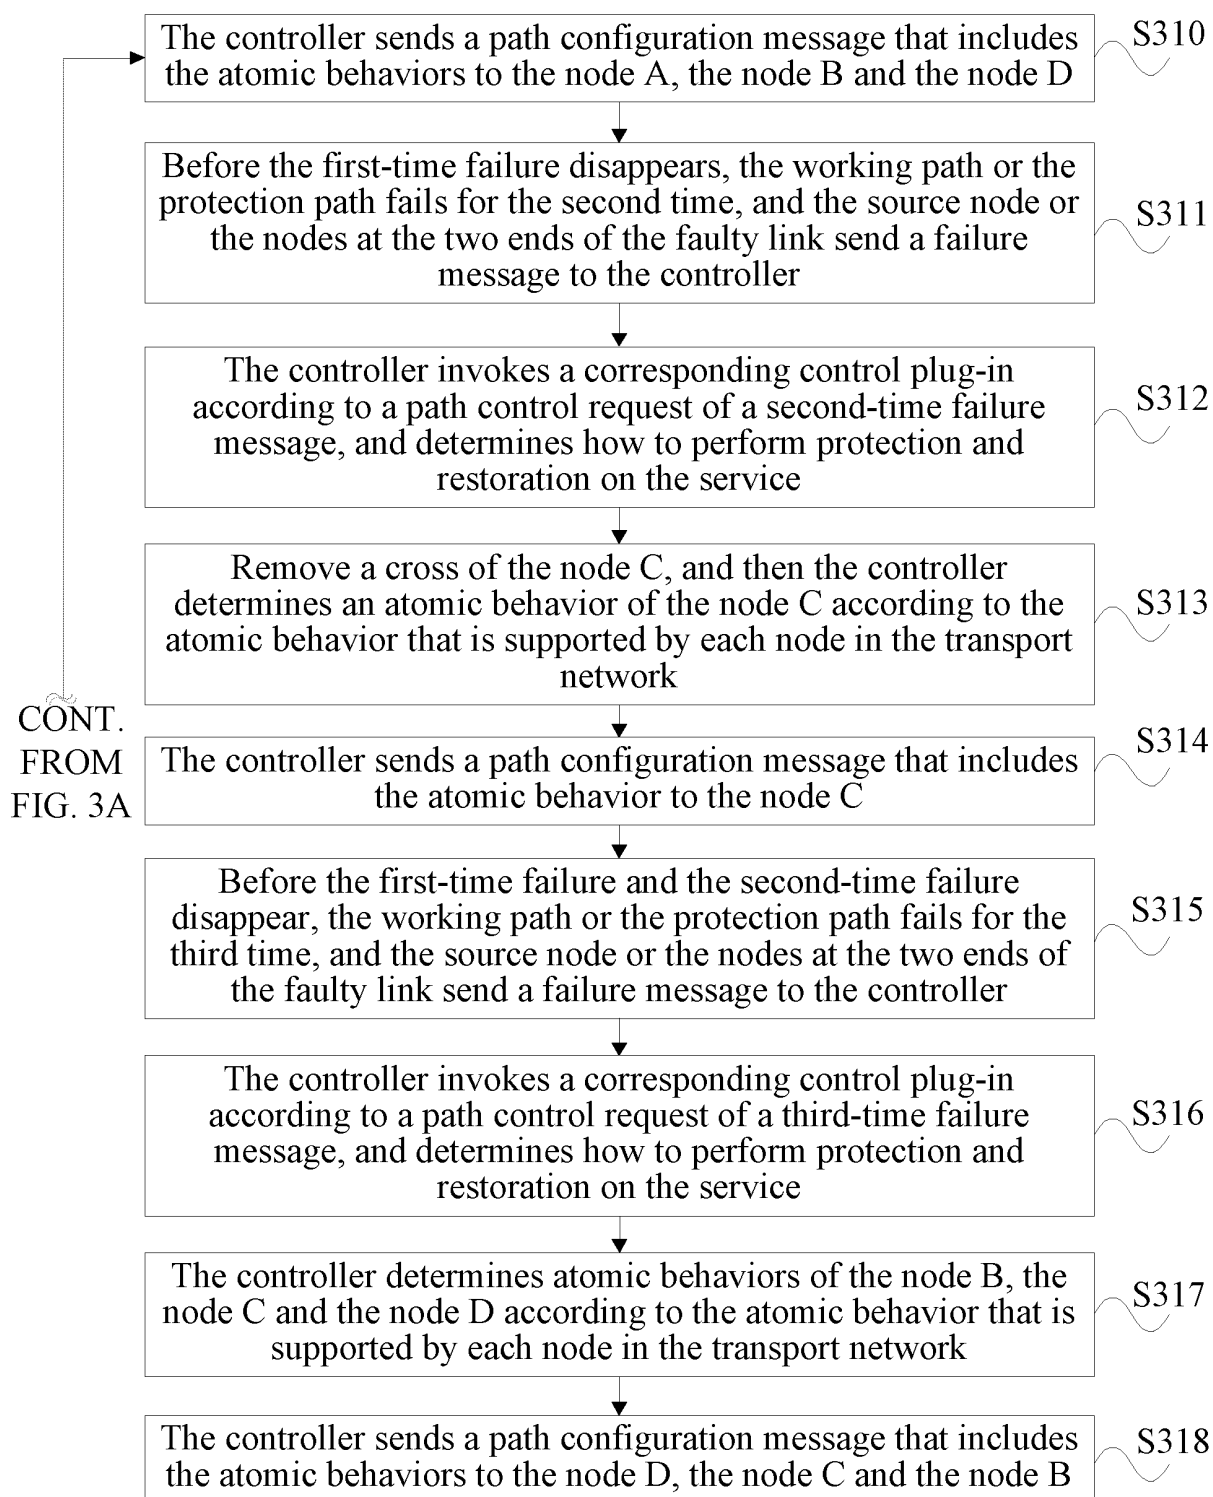 The controller sends a path configuration message that includes
the atomic behaviors to the node A, the node B and the node D
S310
Before the first-time failure disappears, the working path or the
protection path fails for the second time, and the source node or
the nodes at the two ends of the faulty link send a failure
message to the controller
S311
The controller invokes a corresponding control plug-in
according to a path control request of a second-time failure
message, and determines how to perform protection and
restoration on the service
S312
Remove a cross of the node C, and then the controller
determines an atomic behavior of the node C according to the
atomic behavior that is supported by each node in the transport
network
S313
CONT.
FROM
FIG. 3A
The controller sends a path configuration message that includes
the atomic behavior to the node C
S314
Before the first-time failure and the second-time failure
disappear, the working path or the protection path fails for the
third time, and the source node or the nodes at the two ends of
the faulty link send a failure message to the controller
S315
The controller invokes a corresponding control plug-in
according to a path control request of a third-time failure
message, and determines how to perform protection and
restoration on the service
S316
The controller determines atomic behaviors of the node B, the
node C and the node D according to the atomic behavior that is
supported by each node in the transport network
S317
The controller sends a path configuration message that includes
the atomic behaviors to the node D, the node C and the node B
S318